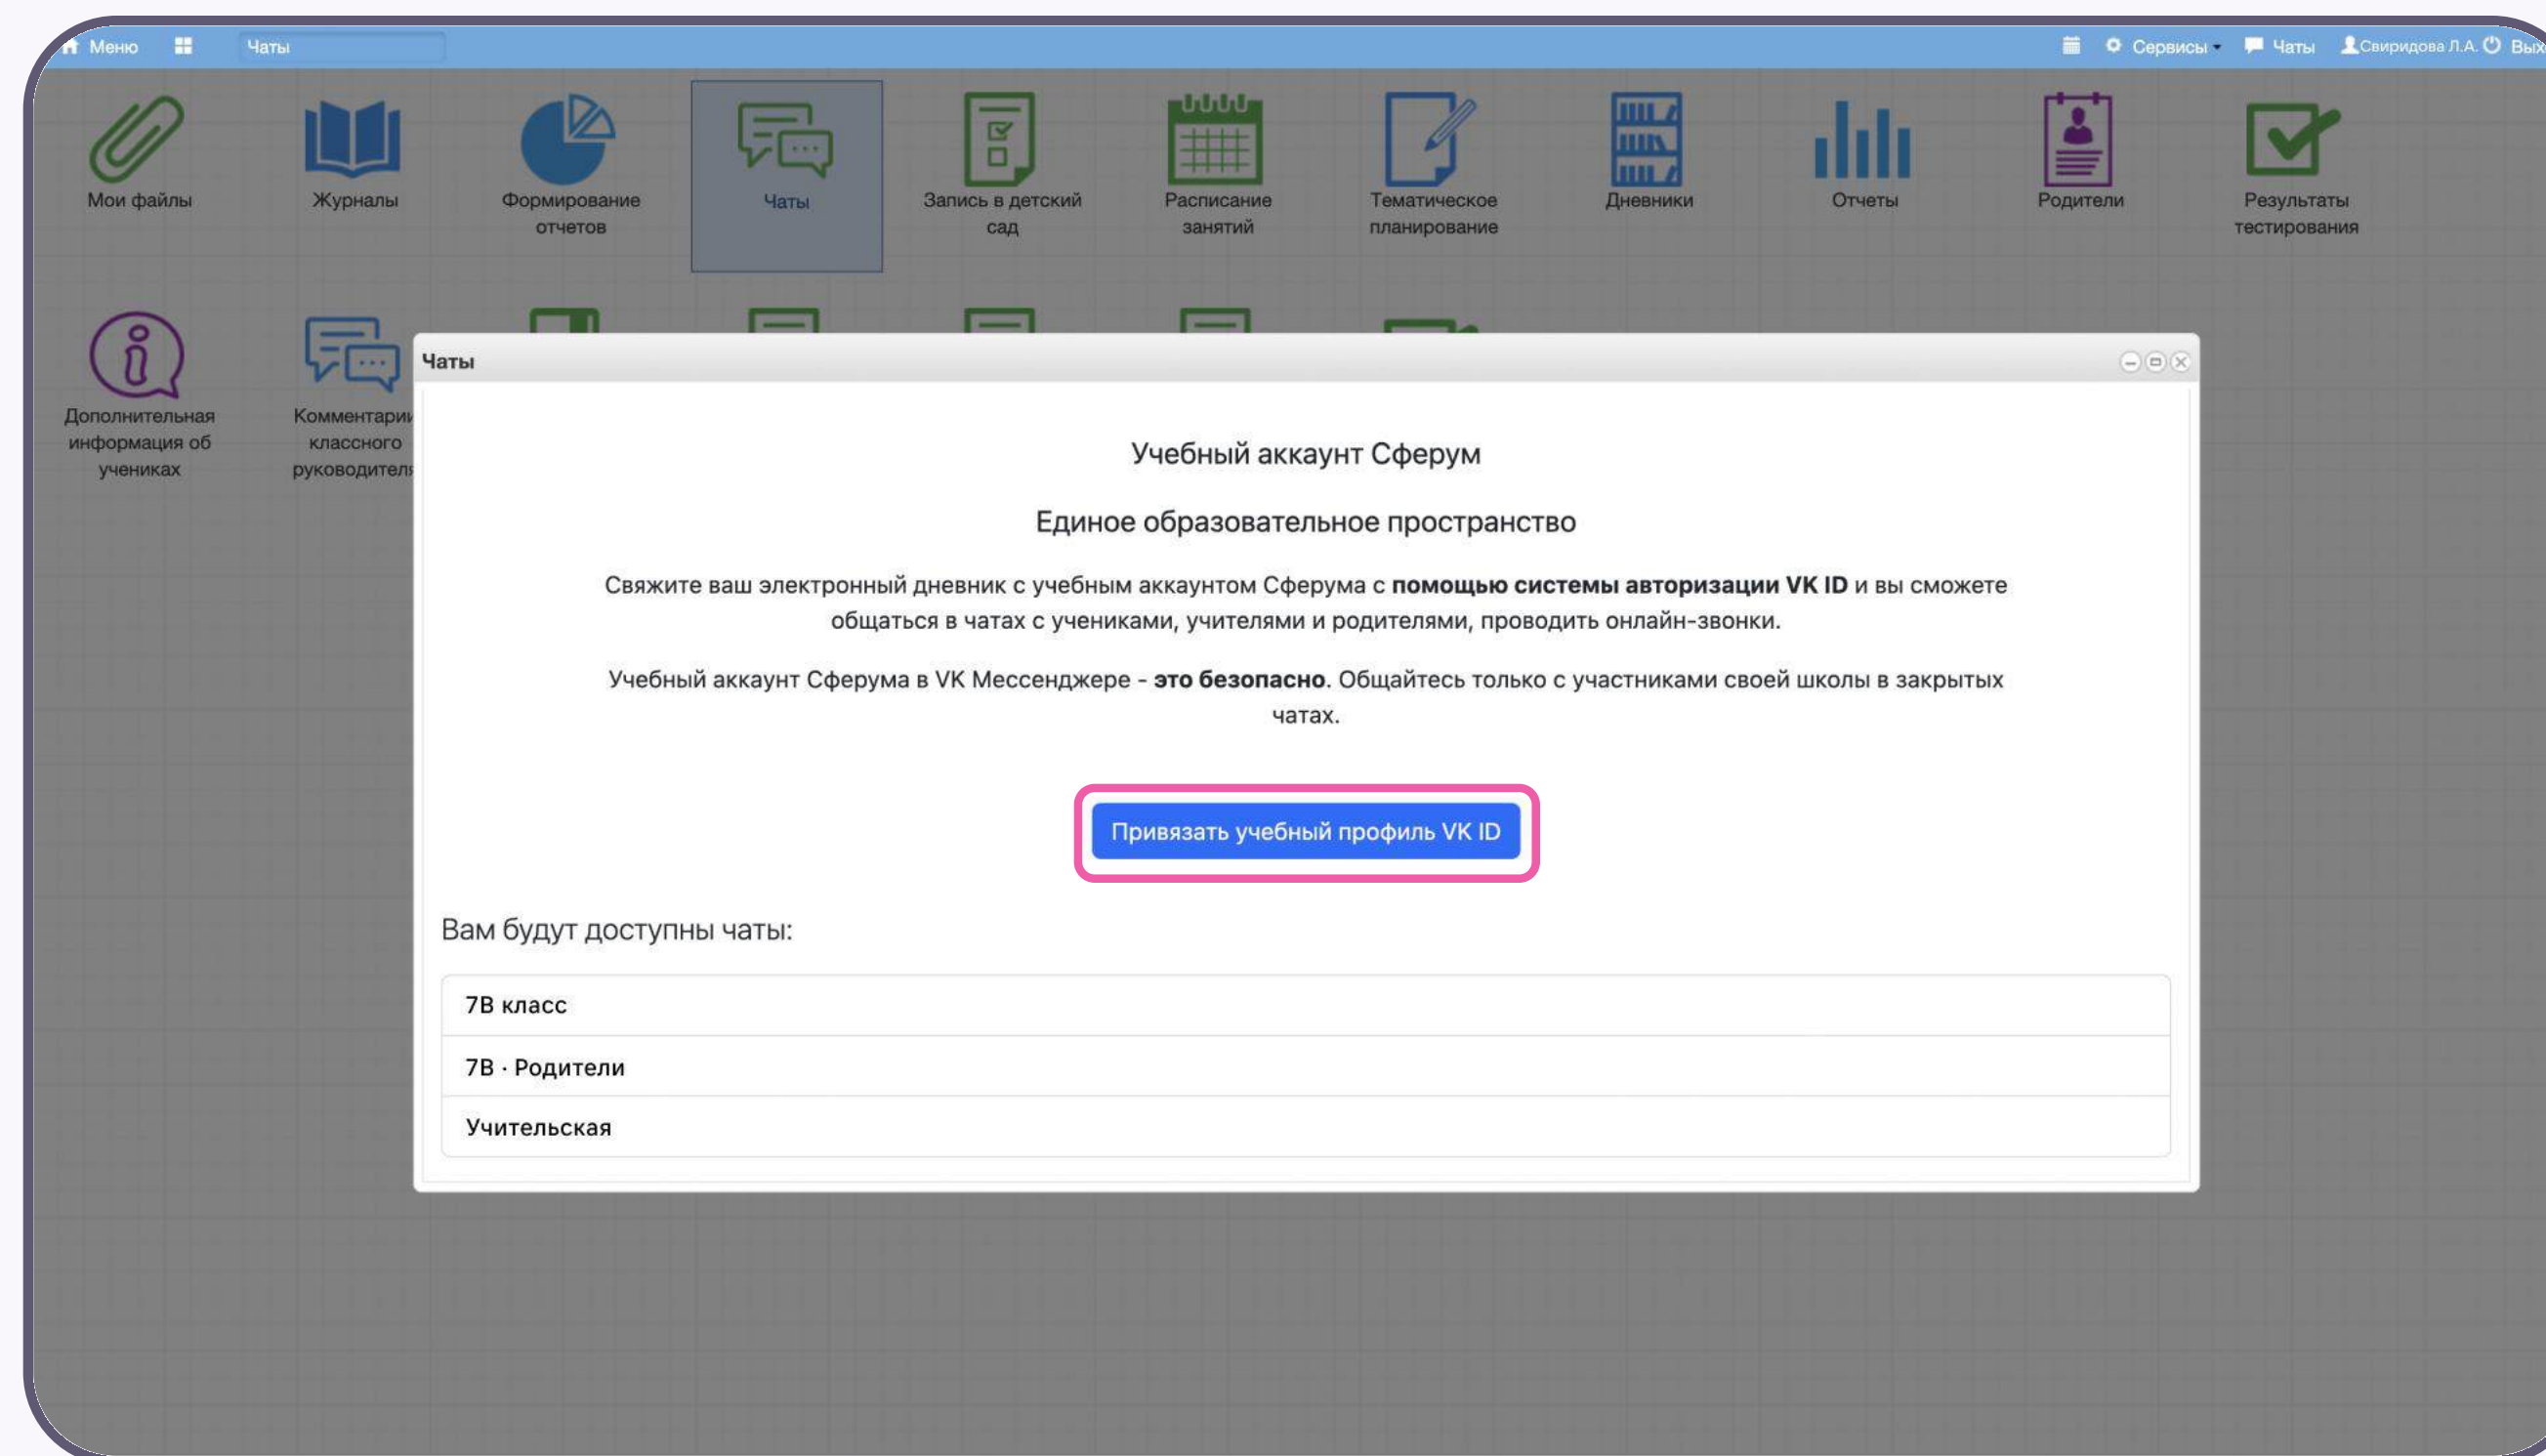 Меню
Чаты
Сервисы
Чаты
Свиридова Л.А.
Мои файлы
Журналы
Формирование
отчетов
Чаты
Запись в детский
сад
Расписание
занятий
Тематическое
планирование
Дневники
Отчеты
Родители
Результаты
тестирования
Дополнительная
информация об
учениках
Комментарии
классного
руководителя
Чаты
Учебный аккаунт Сферум
Единое образовательное пространство
Свяжите ваш электронный дневник с учебным аккаунтом Сферума с помощью системы авторизации VK ID и вы сможете
общаться в чатах с учениками, учителями и родителями, проводить онлайн-звонки.
Учебный аккаунт Сферума в VK Мессенджере - это безопасно. Общайтесь только с участниками своей школы в закрытых
чатах.
Привязать учебный профиль VK ID
Вам будут доступны чаты:
7В класс
7В · Родители
Учительская